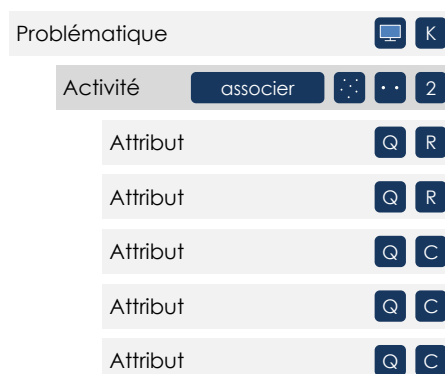 Problématique K
Activité associer 2
Attribut Q R
Attribut Q R
Attribut Q C
Attribut Q C
Attribut Q C